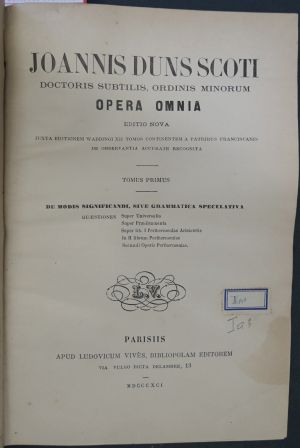 JOANNIS DUNS SCOTI
DOCTORIS SUBTILIS, ORDINIS MINORUM
OPERA OMNIA
EDITIO NOVA
JUXTA EDITIONEM WADDINGI XII TOMOS CONTINENTEM A PATRIBUS FRANCISCANIS
DE OBSERVANTIA ACCURATE RECOGNITA
TOMUS PRIMUS
DE MODIS SIGNIFICANDI, SIVE GRAMMATICA SPECULATIVA
QUÆSTIONES Super Universalia
Super Prædicamenta
Super lib. I Perihermenias Aristotelis
In II librum Perihermenias
Secundi Operis Perihermenias.
L.V.
PARISIIS
APUD LUDOVICUM VIVÈS, BIBLIOPOLAM EDITOREM
VIA VULGO DICTA DELAMBRE, 13
MDCCCXCI